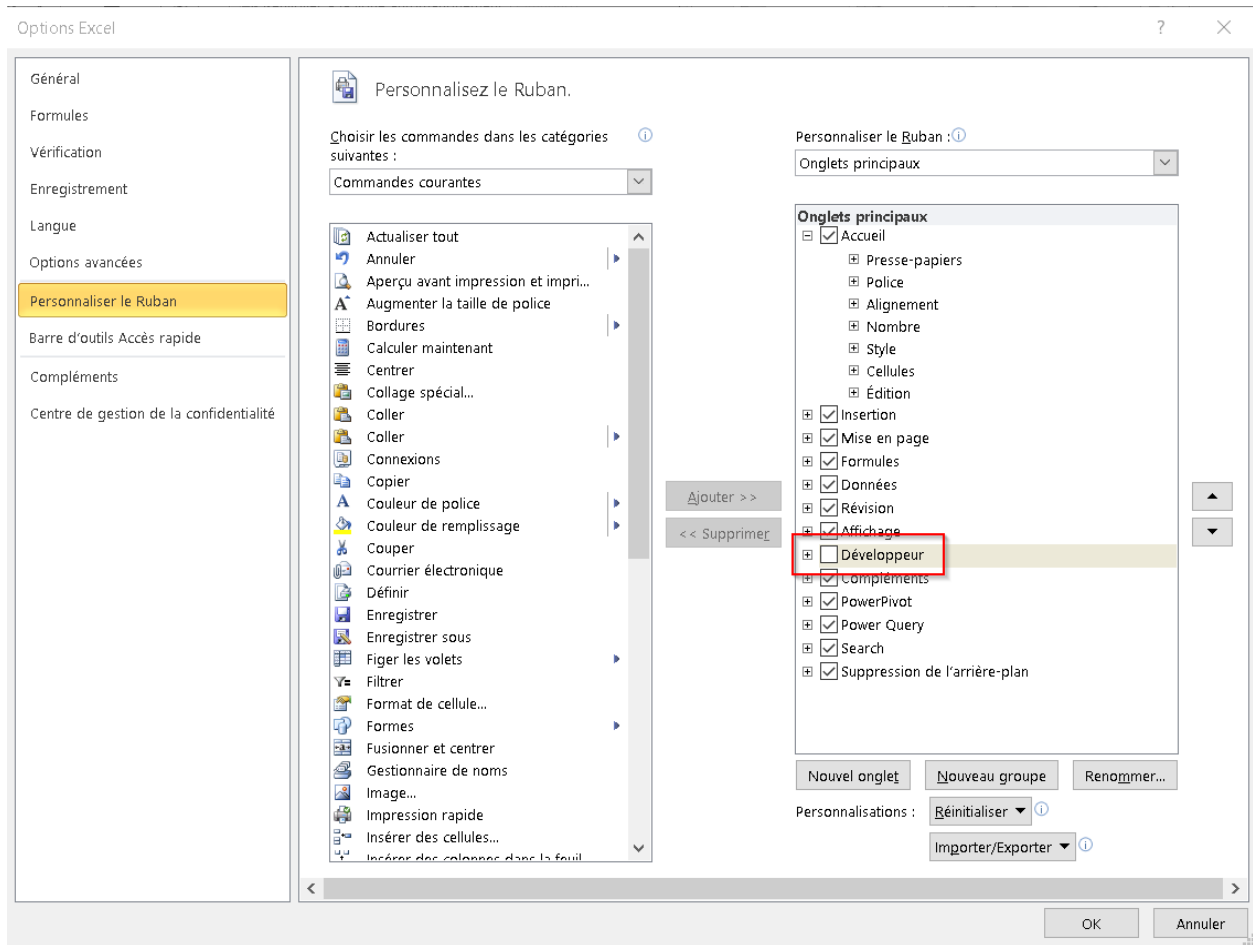 Options Excel
?
Général
Formules
Vérification
Enregistrement
Langue
Options avancées
Personnaliser le Ruban
Barre d'outils Accès rapide
Compléments
Centre de gestion de la confidentialité
Personnalisez le Ruban.
Choisir les commandes dans les catégories
suivantes :
Commandes courantes
Actualiser tout
Annuler
Aperçu avant impression et impri...
Augmenter la taille de police
Bordures
Calculer maintenant
Centrer
Collage spécial...
Coller
Coller
Connexions
Copier
Couleur de police
Couleur de remplissage
Couper
Courrier électronique
Définir
Enregistrer
Enregistrer sous
Figer les volets
Filtrer
Format de cellule...
Formes
Fusionner et centrer
Gestionnaire de noms
Image...
Impression rapide
Insérer des cellules...
Insérer des colonnes dans la feuil...
Ajouter >>
<< Supprimer
Personnaliser le Ruban :
Onglets principaux
Onglets principaux
Accueil
Presse-papiers
Police
Alignement
Nombre
Style
Cellules
Édition
Insertion
Mise en page
Formules
Données
Révision
Affichage
Développeur
Compléments
PowerPivot
Power Query
Search
Suppression de l'arrière-plan
Nouvel onglet
Nouveau groupe
Renommer...
Personnalisations :
Réinitialiser
Importer/Exporter
OK
Annuler